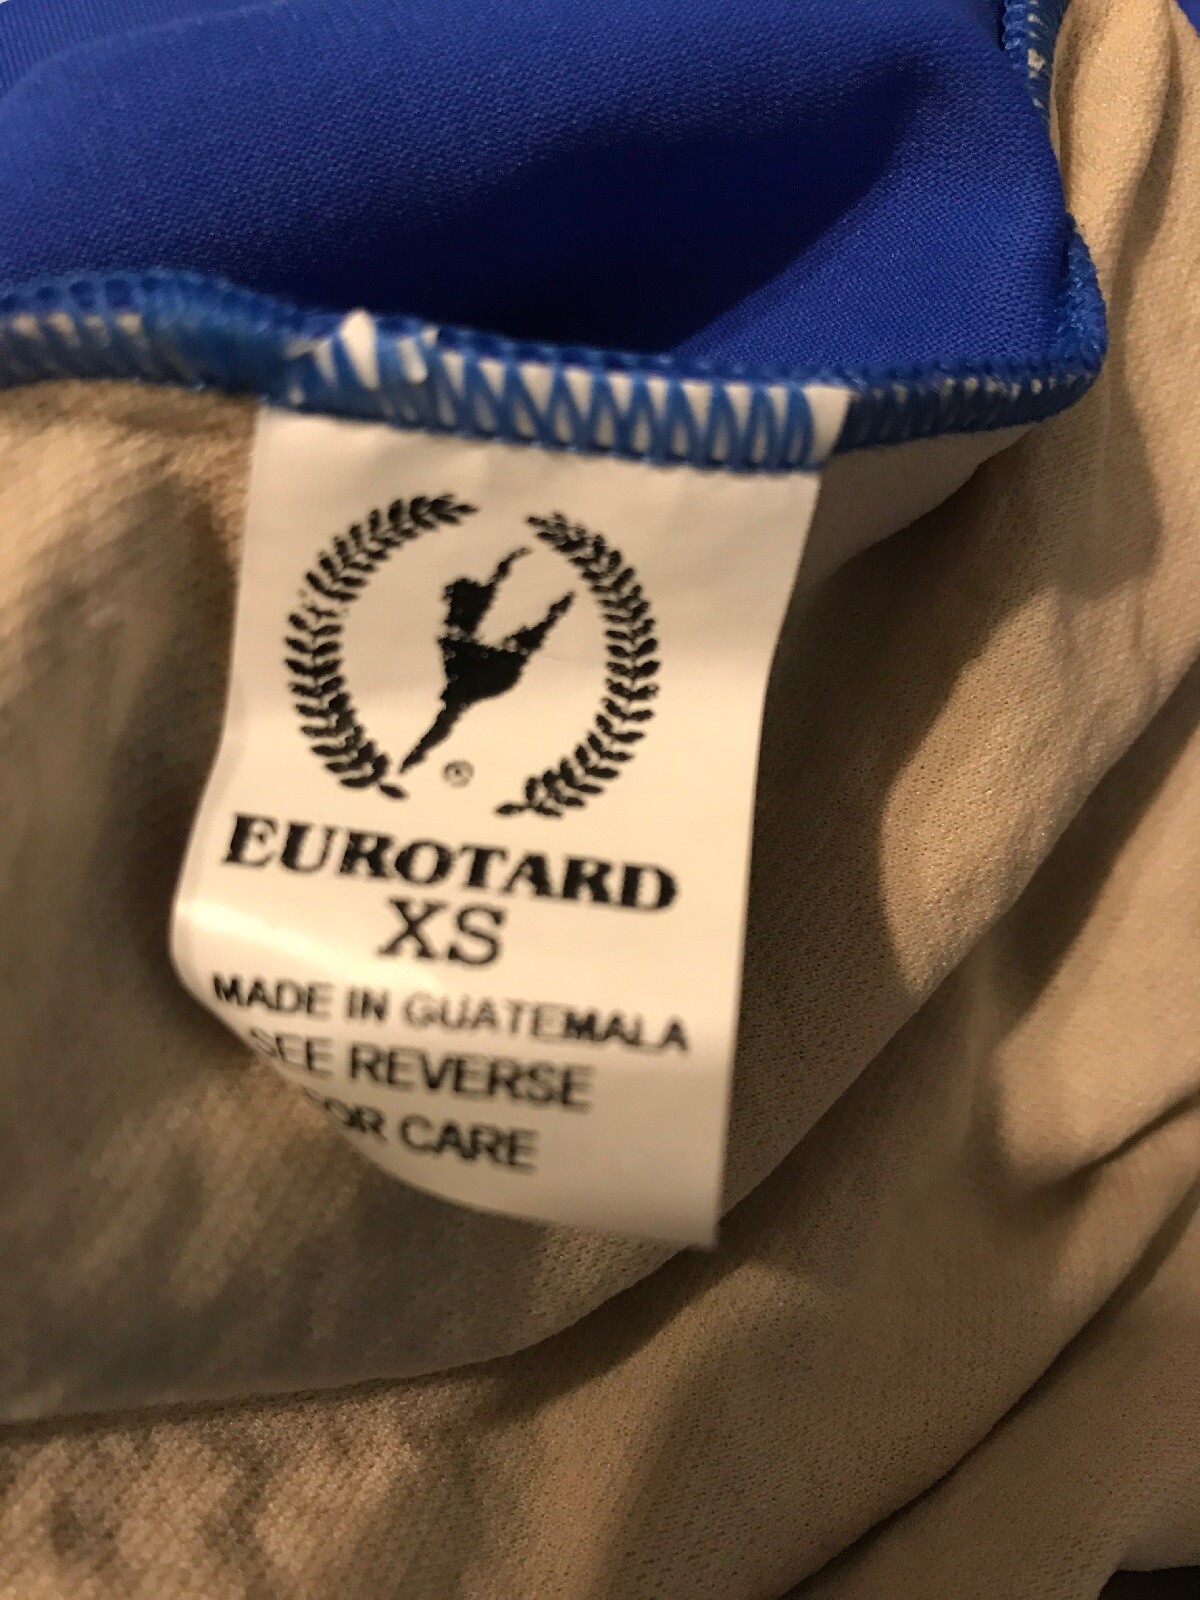 ®
EUROTARD
XS
MADE IN GUATEMALA
SEE REVERSE
FOR CARE